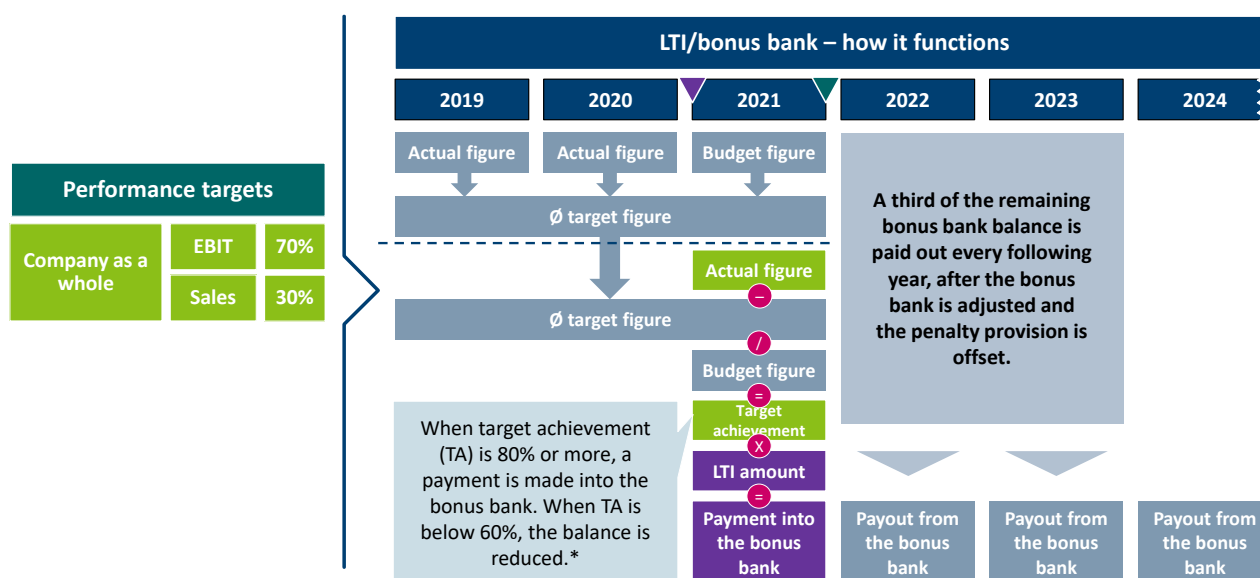 LTI/bonus bank – how it functions
2019
2020
2021
2022
2023
2024
Actual figure
Actual figure
Budget figure
Ø target figure
Performance targets
Company as a
whole
EBIT
70%
Sales
30%
Actual figure
–
Ø target figure
/
Budget figure
=
Target
achievement
X
LTI amount
=
Payment into
the bonus
bank
When target achievement
(TA) is 80% or more, a
payment is made into the
bonus bank. When TA is
below 60%, the balance is
reduced.*
A third of the remaining
bonus bank balance is
paid out every following
year, after the bonus
bank is adjusted and
the penalty provision is
offset.
Payout from
the bonus
bank
Payout from
the bonus
bank
Payout from
the bonus
bank